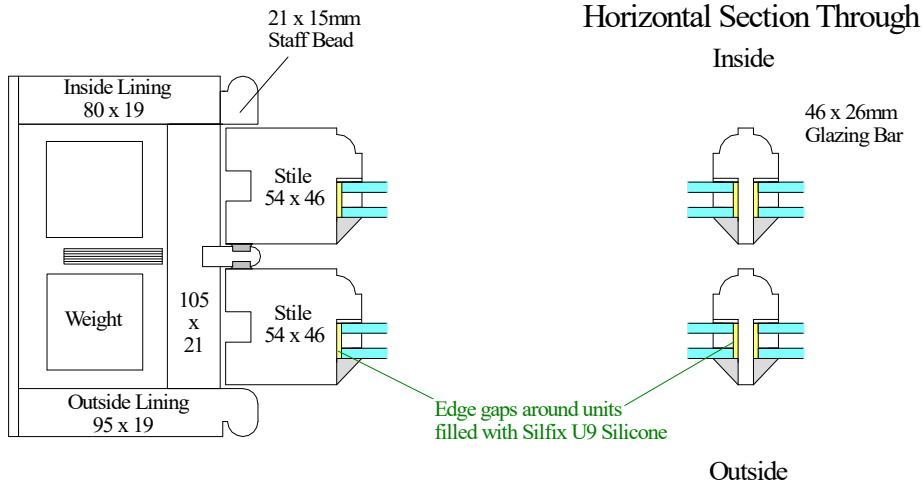 21 x 15mm
Staff Bead
Horizontal Section Through
Inside
Inside Lining
80 x 19
46 x 26mm
Glazing Bar
Stile
54 x 46
Weight
105
x
21
Stile
54 x 46
Outside Lining
95 x 19
Edge gaps around units
filled with Silfix U9 Silicone
Outside